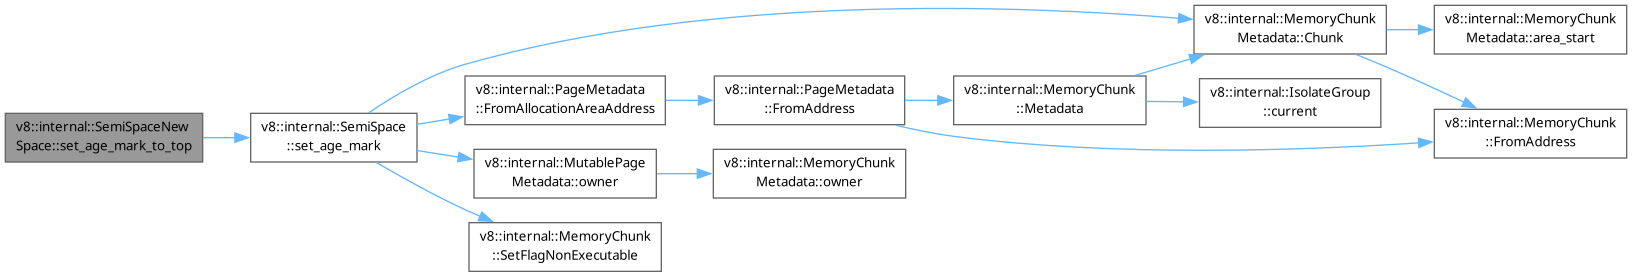 v8::internal::SemiSpaceNew
Space::set_age_mark_to_top
v8::internal::SemiSpace
::set_age_mark
v8::internal::PageMetadata
::FromAllocationAreaAddress
v8::internal::MutablePage
Metadata::owner
v8::internal::MemoryChunk
::SetFlagNonExecutable
v8::internal::PageMetadata
::FromAddress
v8::internal::MemoryChunk
Metadata::owner
v8::internal::MemoryChunk
::Metadata
v8::internal::MemoryChunk
Metadata::Chunk
v8::internal::IsolateGroup
::current
v8::internal::MemoryChunk
Metadata::area_start
v8::internal::MemoryChunk
::FromAddress